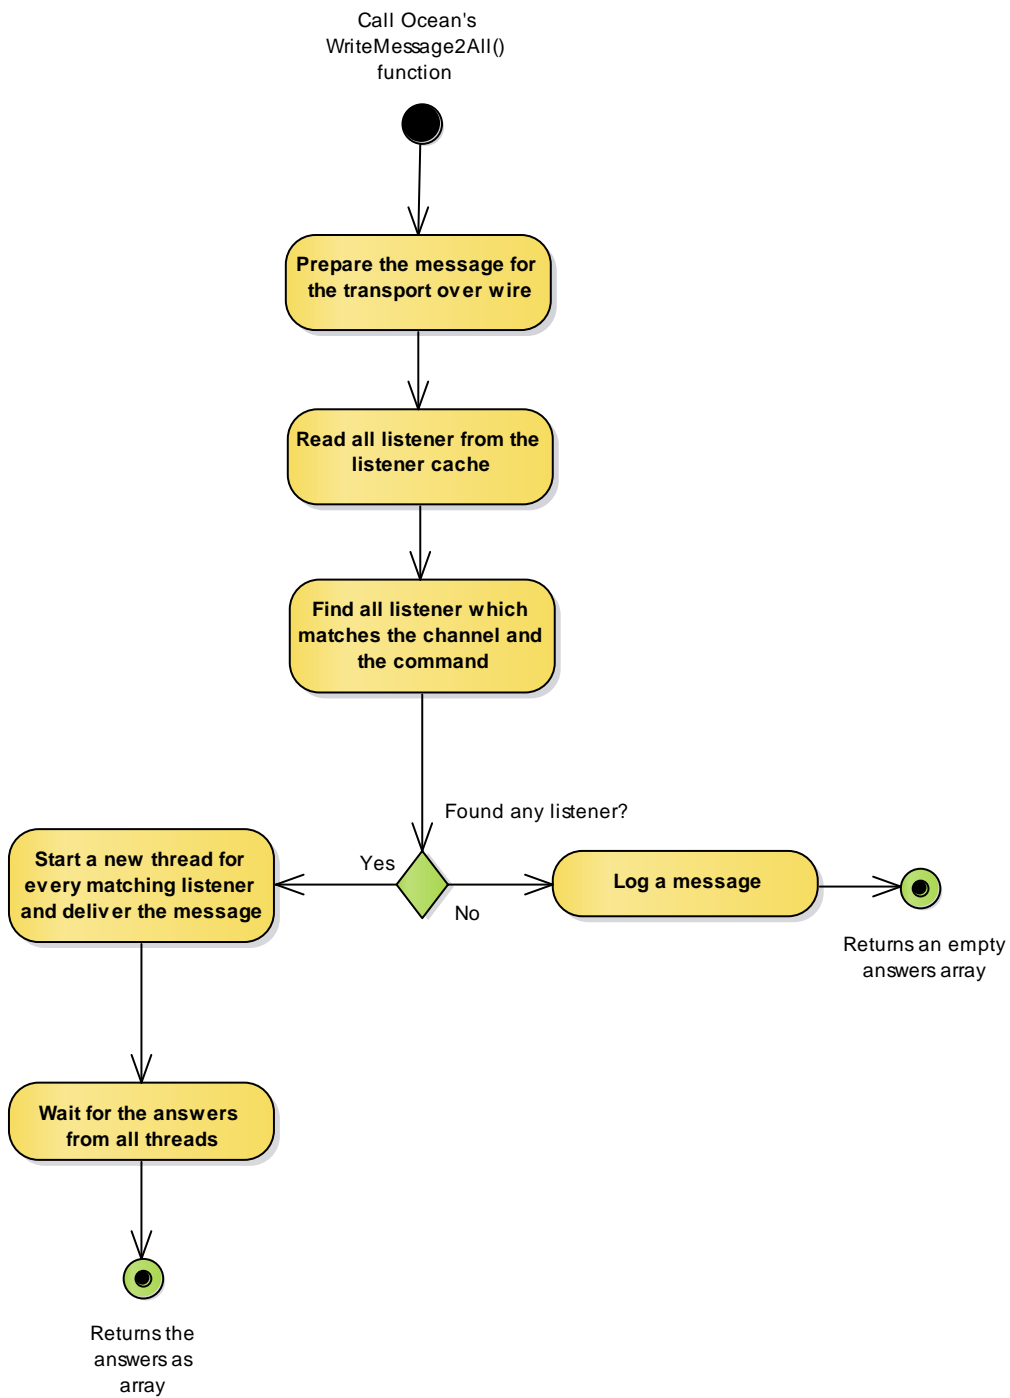 Call Ocean's
WriteMessage2All()
function
Prepare the message for
the transport over wire
Read all listener from the
listener cache
Find all listener which
matches the channel and
the command
Found any listener?
Yes
No
Start a new thread for
every matching listener
and deliver the message
Log a message
Returns an empty
answers array
Wait for the answers
from all threads
Returns the
answers as
array